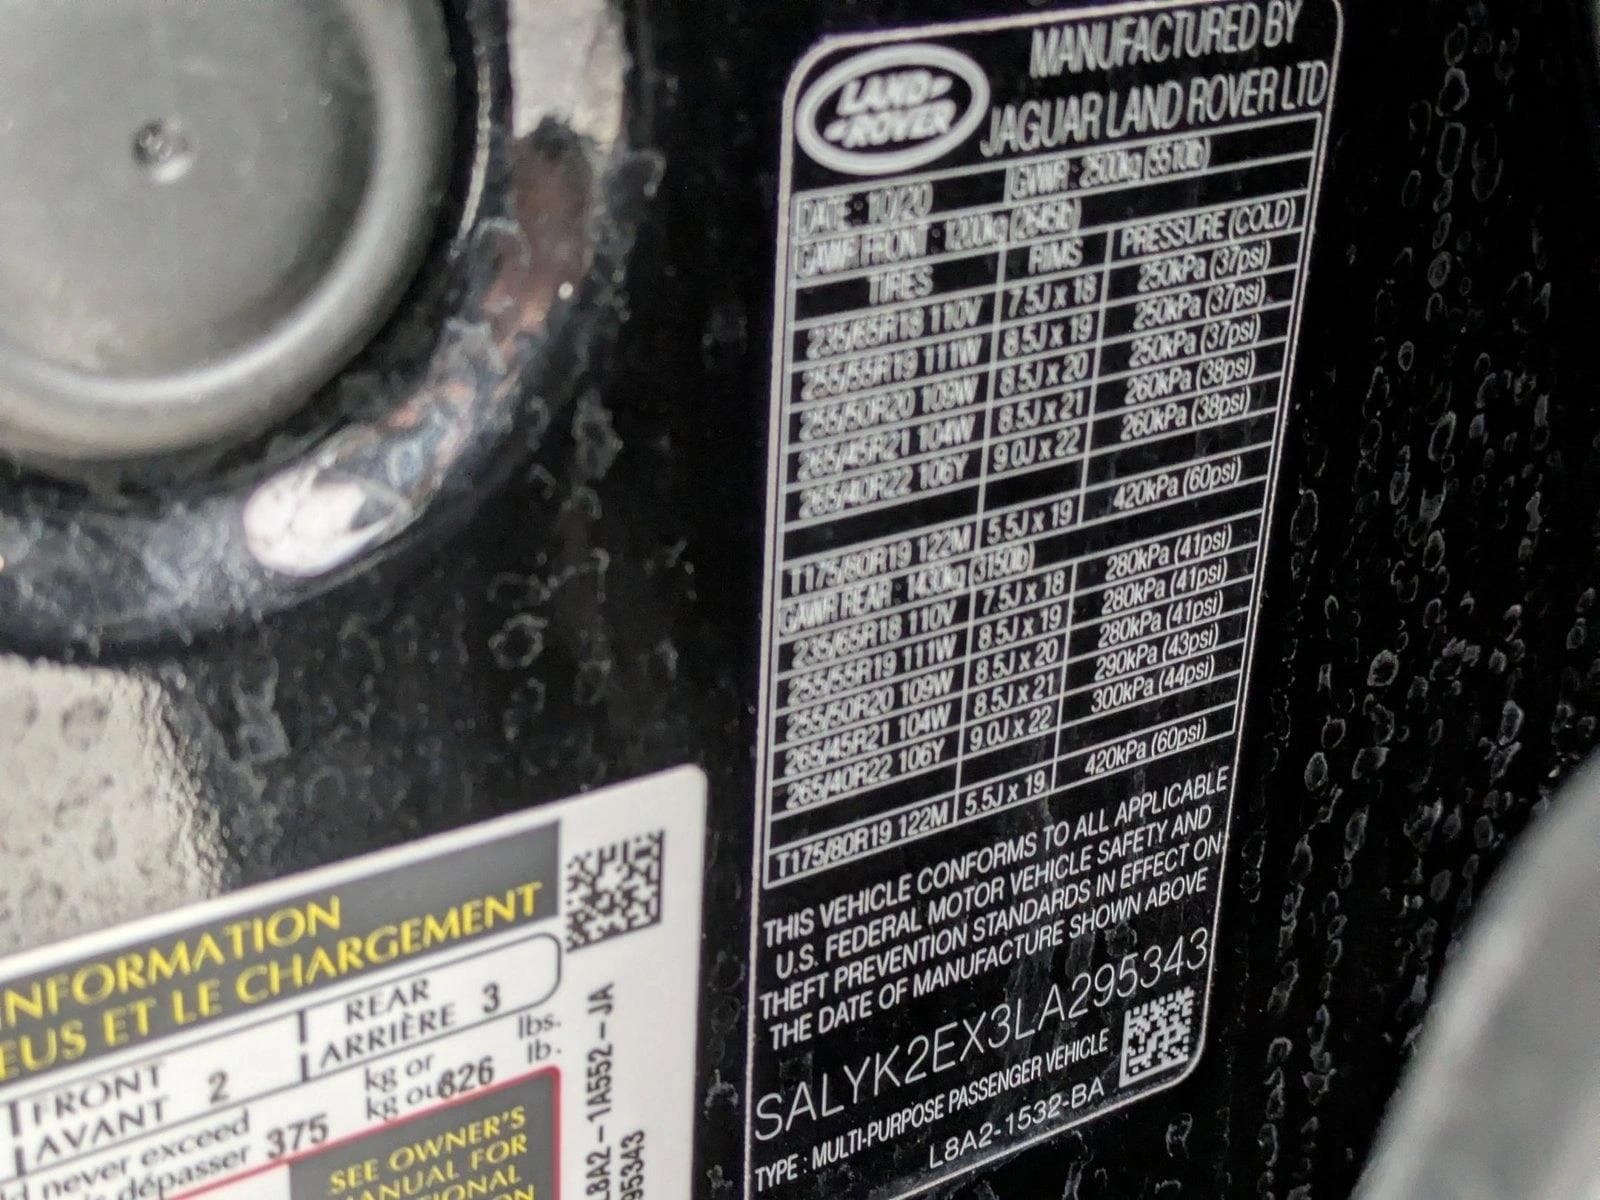 LAND-
-ROVER
MANUFACTURED BY
JAGUAR LAND ROVER LTD
DATE : 10/20 GVWR : 2500kg (5510lb)
GAWR FRONT : 1200kg (2645lb)
TIRES RIMS PRESSURE (COLD)
235/65R18 110V 7.5J x 18 250kPa (37psi)
255/55R19 111W 8.5J x 19 250kPa (37psi)
255/50R20 109W 8.5J x 20 250kPa (37psi)
265/45R21 104W 8.5J x 21 260kPa (38psi)
265/40R22 106Y 9.0J x 22 260kPa (38psi)
T175/80R19 122M 5.5J x 19 420kPa (60psi)
GAWR REAR : 1430kg (3150lb)
235/65R18 110V 7.5J x 18 280kPa (41psi)
255/55R19 111W 8.5J x 19 280kPa (41psi)
255/50R20 109W 8.5J x 20 280kPa (41psi)
265/45R21 104W 8.5J x 21 290kPa (43psi)
265/40R22 106Y 9.0J x 22 300kPa (44psi)
T175/80R19 122M 5.5J x 19 420kPa (60psi)
THIS VEHICLE CONFORMS TO ALL APPLICABLE
U.S. FEDERAL MOTOR VEHICLE SAFETY AND
THEFT PREVENTION STANDARDS IN EFFECT ON
THE DATE OF MANUFACTURE SHOWN ABOVE
SALYK2EX3LA295343
TYPE : MULTI-PURPOSE PASSENGER VEHICLE
L8A2-1532-BA
NFORMATION
EUS ET LE CHARGEMENT
FRONT 2 REAR 3
AVANT ARRIÈRE
never exceed 375 kg or 826 lbs.
dépasser kg ou lb.
SEE OWNER'S
MANUAL FOR
L8A2-1A552-JA
95343